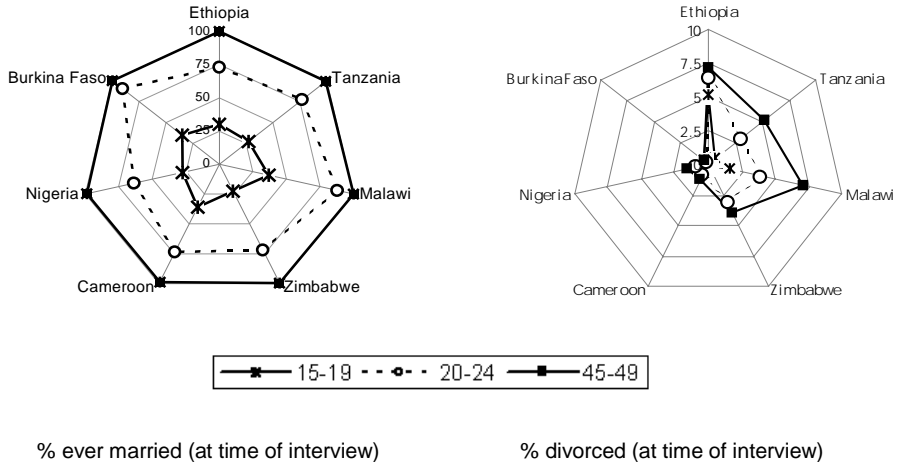 Ethiopia
100
75
50
25
0
Tanzania
Malawi
Zimbabwe
Cameroon
Nigeria
Burkina Faso
Ethiopia
10
7.5
5
2.5
0
Tanzania
Malawi
Zimbabwe
Cameroon
Nigeria
BurkinaFaso
15-19 20-24 45-49
% ever married (at time of interview)
% divorced (at time of interview)